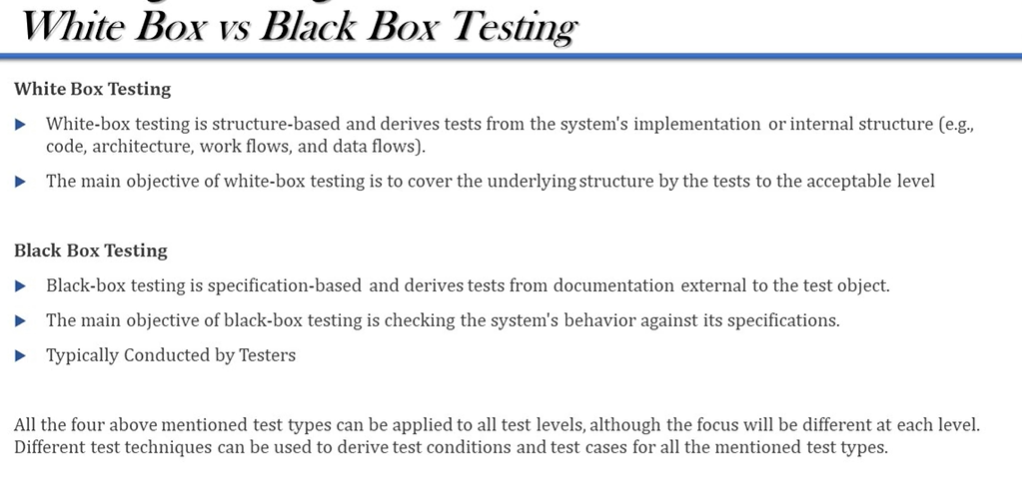 White Box vs Black Box Testing
White Box Testing
White-box testing is structure-based and derives tests from the system's implementation or internal structure (e.g.,
code, architecture, work flows, and data flows).
The main objective of white-box testing is to cover the underlying structure by the tests to the acceptable level
Black Box Testing
Black-box testing is specification-based and derives tests from documentation external to the test object.
The main objective of black-box testing is checking the system's behavior against its specifications.
Typically Conducted by Testers
All the four above mentioned test types can be applied to all test levels, although the focus will be different at each level.
Different test techniques can be used to derive test conditions and test cases for all the mentioned test types.